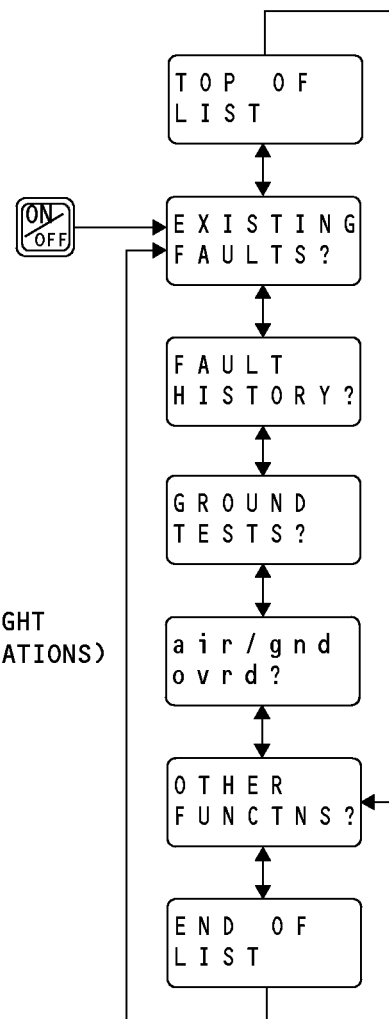 TOP OF
LIST
ON
OFF
EXISTING
FAULTS?
FAULT
HISTORY?
GROUND
TESTS?
GHT
ATIONS)
air/gnd
ovrd?
OTHER
FUNCTNS?
END OF
LIST